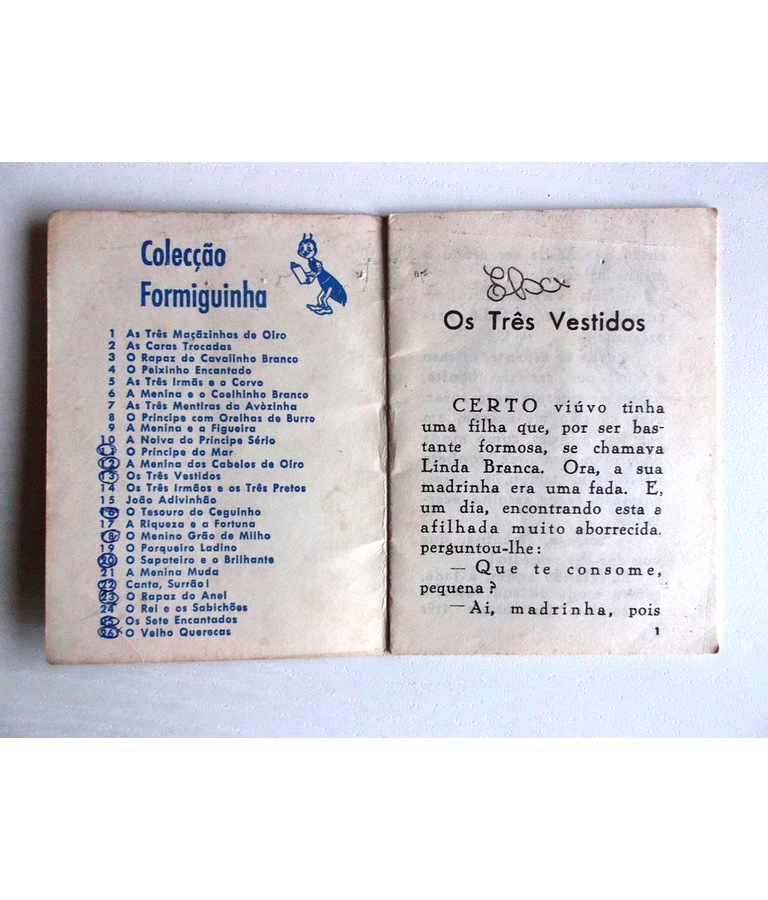 Colecção
Formiguinha
1 As Três Maçãzinhas de Oiro
2 As Caras Trocadas
3 O Rapaz do Cavalinho Branco
4 O Peixinho Encantado
5 As Três Irmãs e o Corvo
6 A Menina e o Coelhinho Branco
7 As Três Mentiras da Avòzinha
8 O Príncipe com Orelhas de Burro
9 A Menina e a Figueira
10 A Noiva do Príncipe Sério
11 O Príncipe do Mar
12 A Menina dos Cabelos de Oiro
13 Os Três Vestidos
14 Os Três Irmãos e os Três Pretos
15 João Adivinhão
16 O Tesouro do Ceguinho
17 A Riqueza e a Fortuna
18 O Menino Grão de Milho
19 O Porqueiro Ladino
20 O Sapateiro e o Brilhante
21 A Menina Muda
22 Canta, Surrão!
23 O Rapaz do Anel
24 O Rei e os Sabichões
25 Os Sete Encantados
26 O Velho Querecas
Os Três Vestidos
CERTO viúvo tinha
uma filha que, por ser bas-
tante formosa, se chamava
Linda Branca. Ora, a sua
madrinha era uma fada. E,
um dia, encontrando esta a
afilhada muito aborrecida,
perguntou-lhe:
— Que te consome,
pequena?
— Ai, madrinha, pois
1